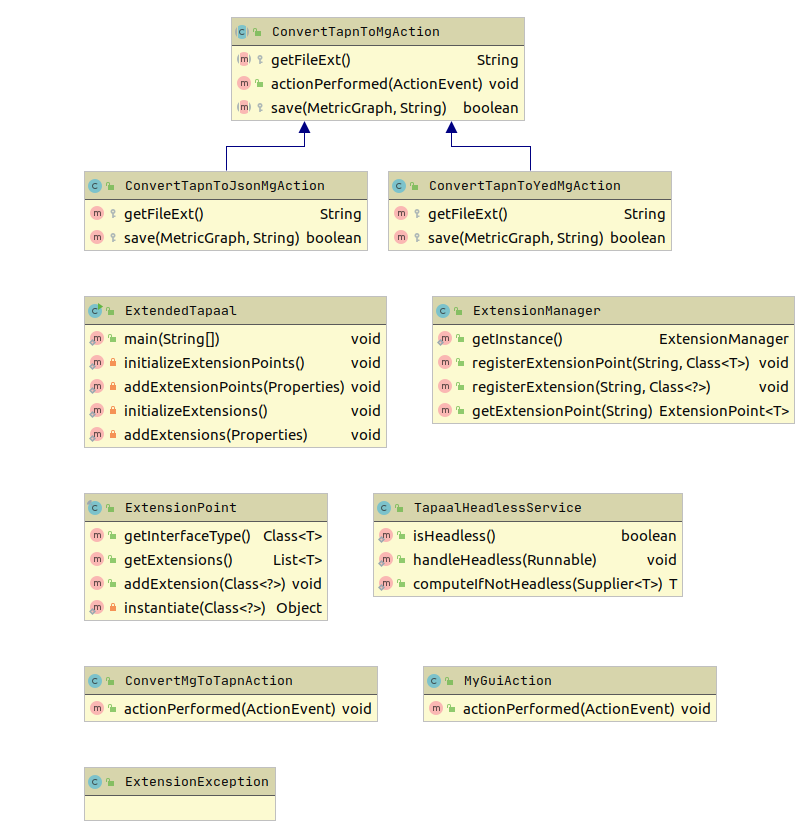 ConvertTapnToMgAction
getFileExt() String
actionPerformed(ActionEvent) void
save(MetricGraph, String) boolean
ConvertTapnToJsonMgAction
getFileExt() String
save(MetricGraph, String) boolean
ConvertTapnToYedMgAction
getFileExt() String
save(MetricGraph, String) boolean
ExtendedTapaal
main(String[]) void
initializeExtensionPoints() void
addExtensionPoints(Properties) void
initializeExtensions() void
addExtensions(Properties) void
ExtensionManager
getInstance() ExtensionManager
registerExtensionPoint(String, Class<T>) void
registerExtension(String, Class<?>) void
getExtensionPoint(String) ExtensionPoint<T>
ExtensionPoint
getInterfaceType() Class<T>
getExtensions() List<T>
addExtension(Class<?>) void
instantiate(Class<?>) Object
TapaalHeadlessService
isHeadless() boolean
handleHeadless(Runnable) void
computeIfNotHeadless(Supplier<T>) T
ConvertMgToTapnAction
actionPerformed(ActionEvent) void
MyGuiAction
actionPerformed(ActionEvent) void
ExtensionException